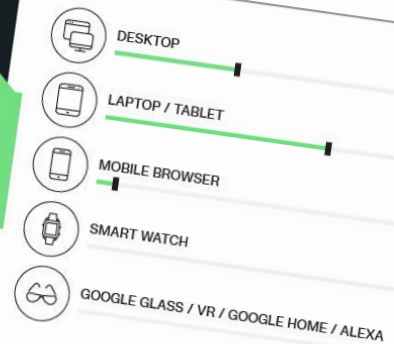 DESKTOP
LAPTOP / TABLET
MOBILE BROWSER
SMART WATCH
GOOGLE GLASS / VR / GOOGLE HOME / ALEXA